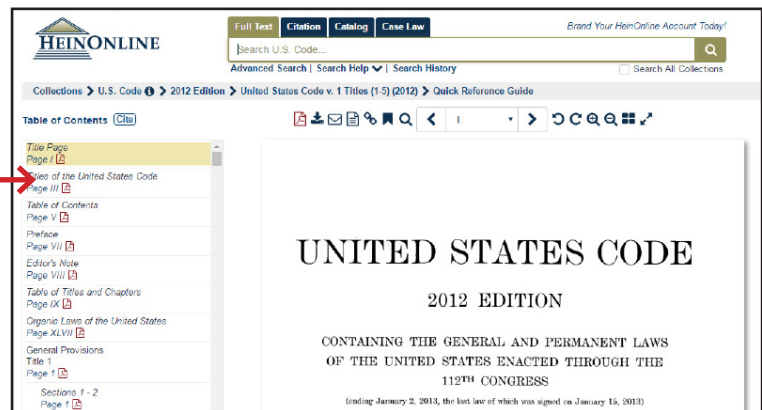 HEINONLINE
Full Text Citation Catalog Case Law
Brand Your HeinOnline Account Today!
Search U.S. Code...
Advanced Search | Search Help | Search History
Search All Collections
Collections > U.S. Code > 2012 Edition > United States Code v. 1 Titles (1-5) (2012) > Quick Reference Guide
Table of Contents Cite
I
Title Page
Page I
Titles of the United States Code
Page III
Table of Contents
Page V
Preface
Page VII
Editor's Note
Page VIII
Table of Titles and Chapters
Page IX
Organic Laws of the United States
Page XLVII
General Provisions
Title 1
Page 1
Sections 1 - 2
Page 1
UNITED STATES CODE
2012 EDITION
CONTAINING THE GENERAL AND PERMANENT LAWS
OF THE UNITED STATES ENACTED THROUGH THE
112TH CONGRESS
(ending January 2, 2013, the last law of which was signed on January 15, 2013)